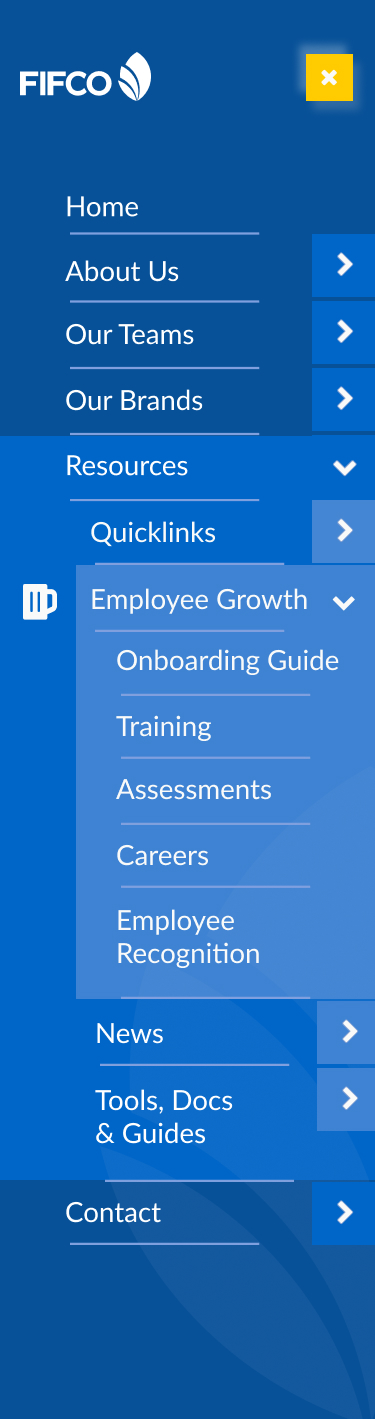 FIFCO
Home
About Us
Our Teams
Our Brands
Resources
Quicklinks
Employee Growth
Onboarding Guide
Training
Assessments
Careers
Employee
Recognition
News
Tools, Docs
& Guides
Contact